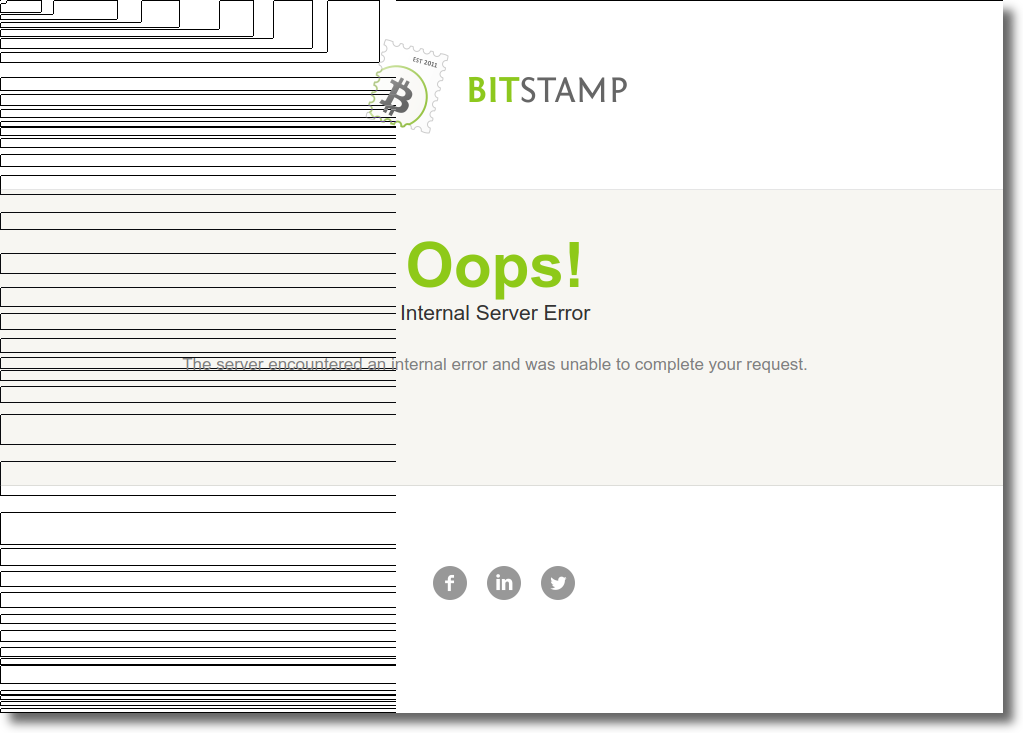 EST 2011
BITSTAMP
Oops!
Internal Server Error
The server encountered an internal error and was unable to complete your request.